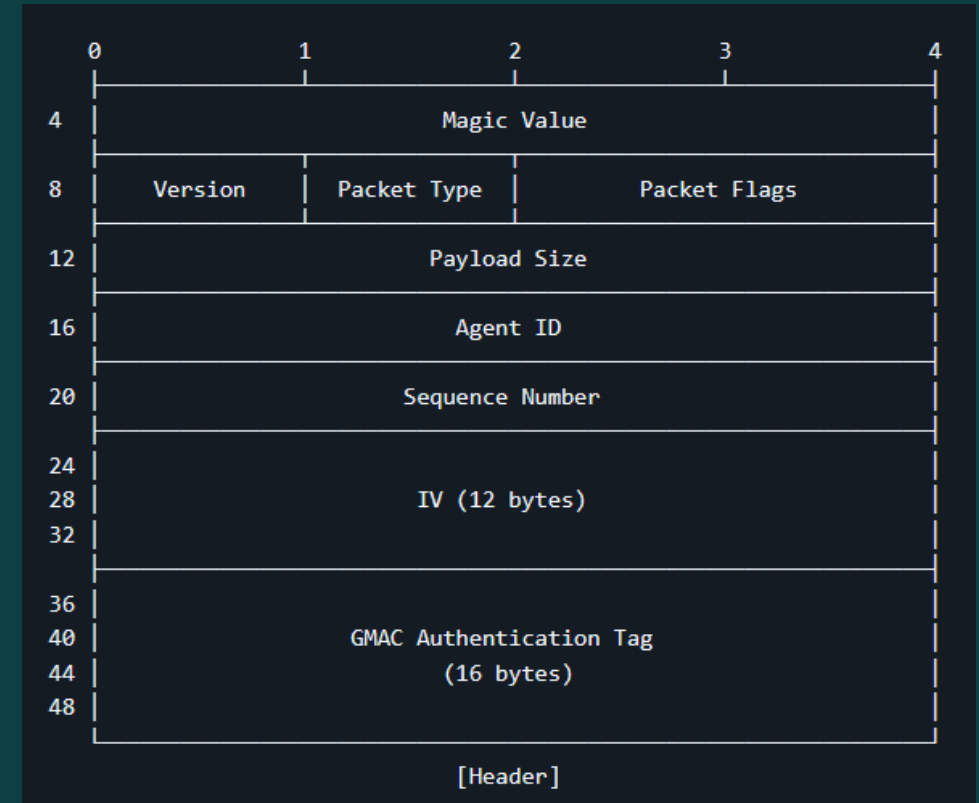 0 1 2 3 4
4 Magic Value
8 Version Packet Type Packet Flags
12 Payload Size
16 Agent ID
20 Sequence Number
24
28 IV (12 bytes)
32
36
40 GMAC Authentication Tag
44 (16 bytes)
48
[Header]